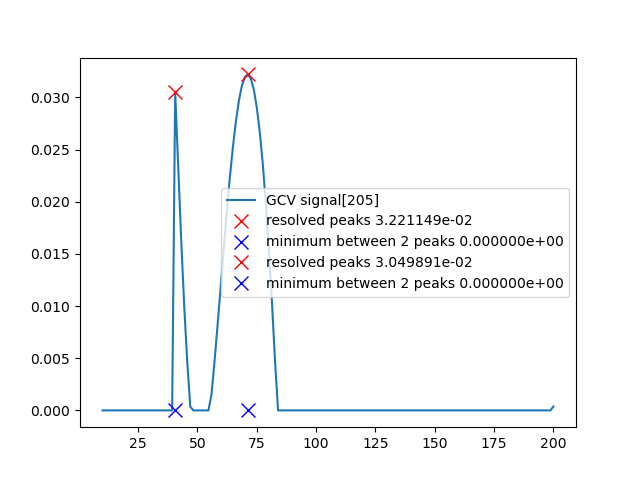 0.030
0.025
0.020
0.015
0.010
0.005
0.000
GCV signal[205]
resolved peaks 3.221149e-02
minimum between 2 peaks 0.000000e+00
resolved peaks 3.049891e-02
minimum between 2 peaks 0.000000e+00
25 50 75 100 125 150 175 200